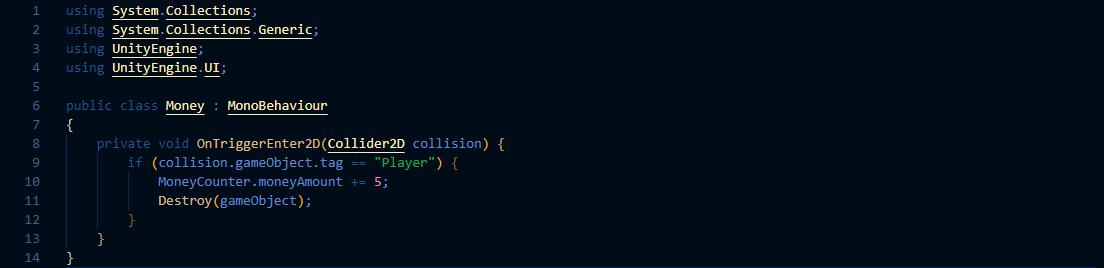 1 using System.Collections;
2 using System.Collections.Generic;
3 using UnityEngine;
4 using UnityEngine.UI;
5
6 public class Money : MonoBehaviour
7 {
8     private void OnTriggerEnter2D(Collider2D collision) {
9         if (collision.gameObject.tag == "Player") {
10             MoneyCounter.moneyAmount += 5;
11             Destroy(gameObject);
12         }
13     }
14 }